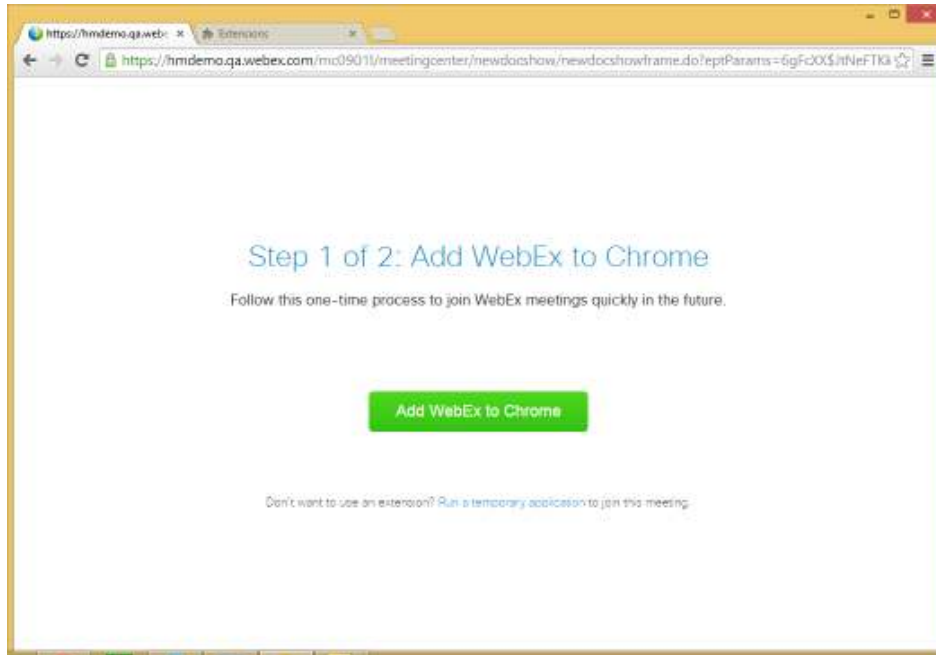 https://hmdemo.qa.web
Extensions
https://hmdemo.qa.webex.com/mc0901l/meetingcenter/newdocshow/newdocshowframe.do?eptParams=
Step 1 of 2: Add WebEx to Chrome
Follow this one-time process to join WebEx meetings quickly in the future.
Add WebEx to Chrome
Don't want to use an extension? Run a temporary application to join this meeting.